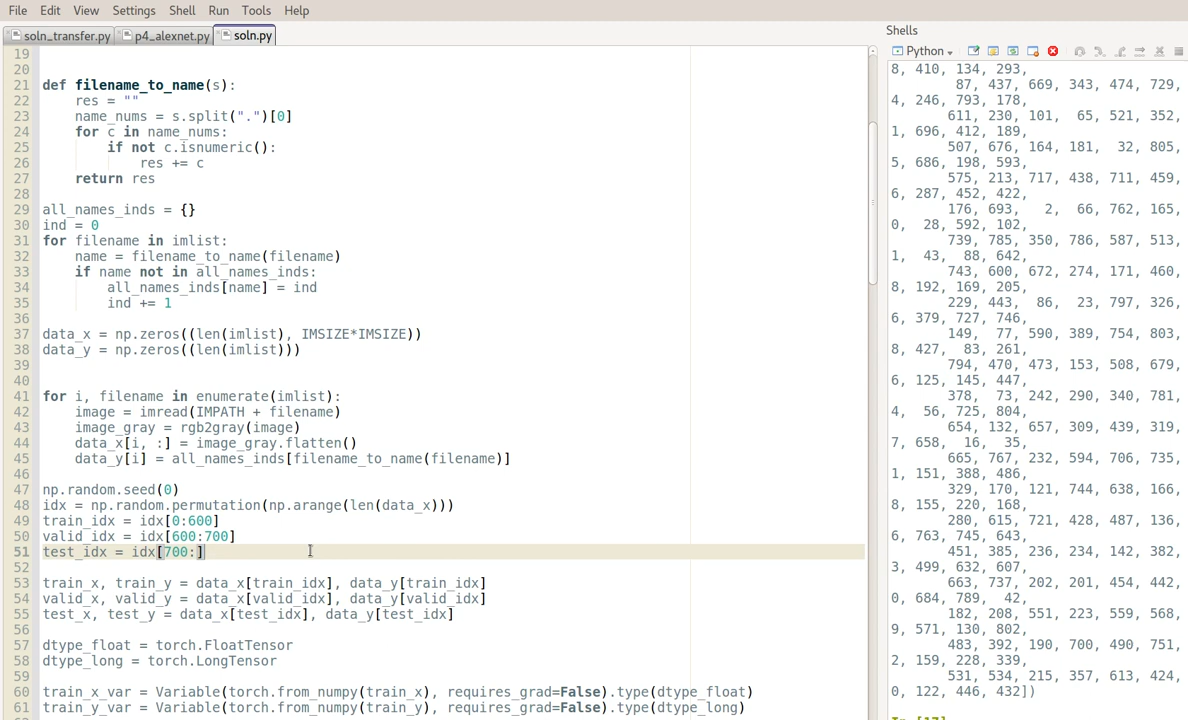 File Edit View Settings Shell Run Tools Help
soln_transfer.py p4_alexnet.py soln.py
19
20
21 def filename_to_name(s):
22 res = ""
23 name_nums = s.split(".")[0]
24 for c in name_nums:
25 if not c.isnumeric():
26 res += c
27 return res
28
29 all_names_inds = {}
30 ind = 0
31 for filename in imlist:
32 name = filename_to_name(filename)
33 if name not in all_names_inds:
34 all_names_inds[name] = ind
35 ind += 1
36
37 data_x = np.zeros((len(imlist), IMSIZE*IMSIZE))
38 data_y = np.zeros((len(imlist)))
39
40
41 for i, filename in enumerate(imlist):
42 image = imread(IMPATH + filename)
43 image_gray = rgb2gray(image)
44 data_x[i, :] = image_gray.flatten()
45 data_y[i] = all_names_inds[filename_to_name(filename)]
46
47 np.random.seed(0)
48 idx = np.random.permutation(np.arange(len(data_x)))
49 train_idx = idx[0:600]
50 valid_idx = idx[600:700]
51 test_idx = idx[700:]
52
53 train_x, train_y = data_x[train_idx], data_y[train_idx]
54 valid_x, valid_y = data_x[valid_idx], data_y[valid_idx]
55 test_x, test_y = data_x[test_idx], data_y[test_idx]
56
57 dtype_float = torch.FloatTensor
58 dtype_long = torch.LongTensor
59
60 train_x_var = Variable(torch.from_numpy(train_x), requires_grad=False).type(dtype_float)
61 train_y_var = Variable(torch.from_numpy(train_y), requires_grad=False).type(dtype_long)
Shells
Python
8, 410, 134, 293,
87, 437, 669, 343, 474, 729,
4, 246, 793, 178,
611, 230, 101, 65, 521, 352,
1, 696, 412, 189,
507, 676, 164, 181, 32, 805,
5, 686, 198, 593,
575, 213, 717, 438, 711, 459,
6, 287, 452, 422,
176, 693, 2, 66, 762, 165,
0, 28, 592, 102,
739, 785, 350, 786, 587, 513,
1, 43, 88, 642,
743, 600, 672, 274, 171, 460,
8, 192, 169, 205,
229, 443, 86, 23, 797, 326,
6, 379, 727, 746,
149, 77, 590, 389, 754, 803,
8, 427, 83, 261,
794, 470, 473, 153, 508, 679,
6, 125, 145, 447,
378, 73, 242, 290, 340, 781,
4, 56, 725, 804,
654, 132, 657, 309, 439, 319,
7, 658, 16, 35,
665, 767, 232, 594, 706, 735,
1, 151, 388, 486,
329, 170, 121, 744, 638, 166,
8, 155, 220, 168,
280, 615, 721, 428, 487, 136,
6, 763, 745, 643,
451, 385, 236, 234, 142, 382,
3, 499, 632, 607,
663, 737, 202, 201, 454, 442,
0, 684, 789, 42,
182, 208, 551, 223, 559, 568,
9, 571, 130, 802,
483, 392, 190, 700, 490, 751,
2, 159, 228, 339,
531, 534, 215, 357, 613, 424,
0, 122, 446, 432])